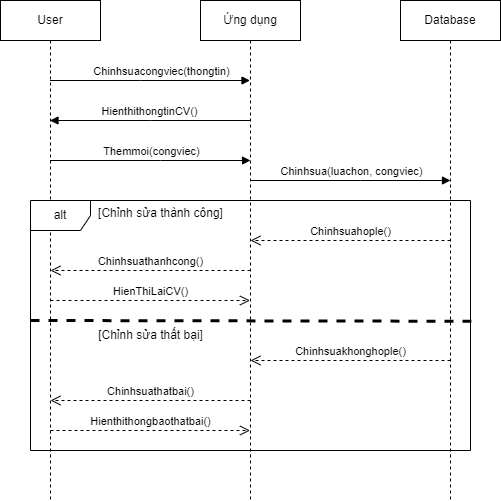 User
Ứng dụng
Database
Chinhsuacongviec(thongtin)
HienthithongtinCV()
Themmoi(congviec)
Chinhsua(luachon, congviec)
alt
[Chỉnh sửa thành công]
Chinhsuahople()
Chinhsuathanhcong()
HienThiLaiCV()
[Chỉnh sửa thất bại]
Chinhsuakhonghople()
Chinhsuathatbai()
Hienthithongbaothatbai()